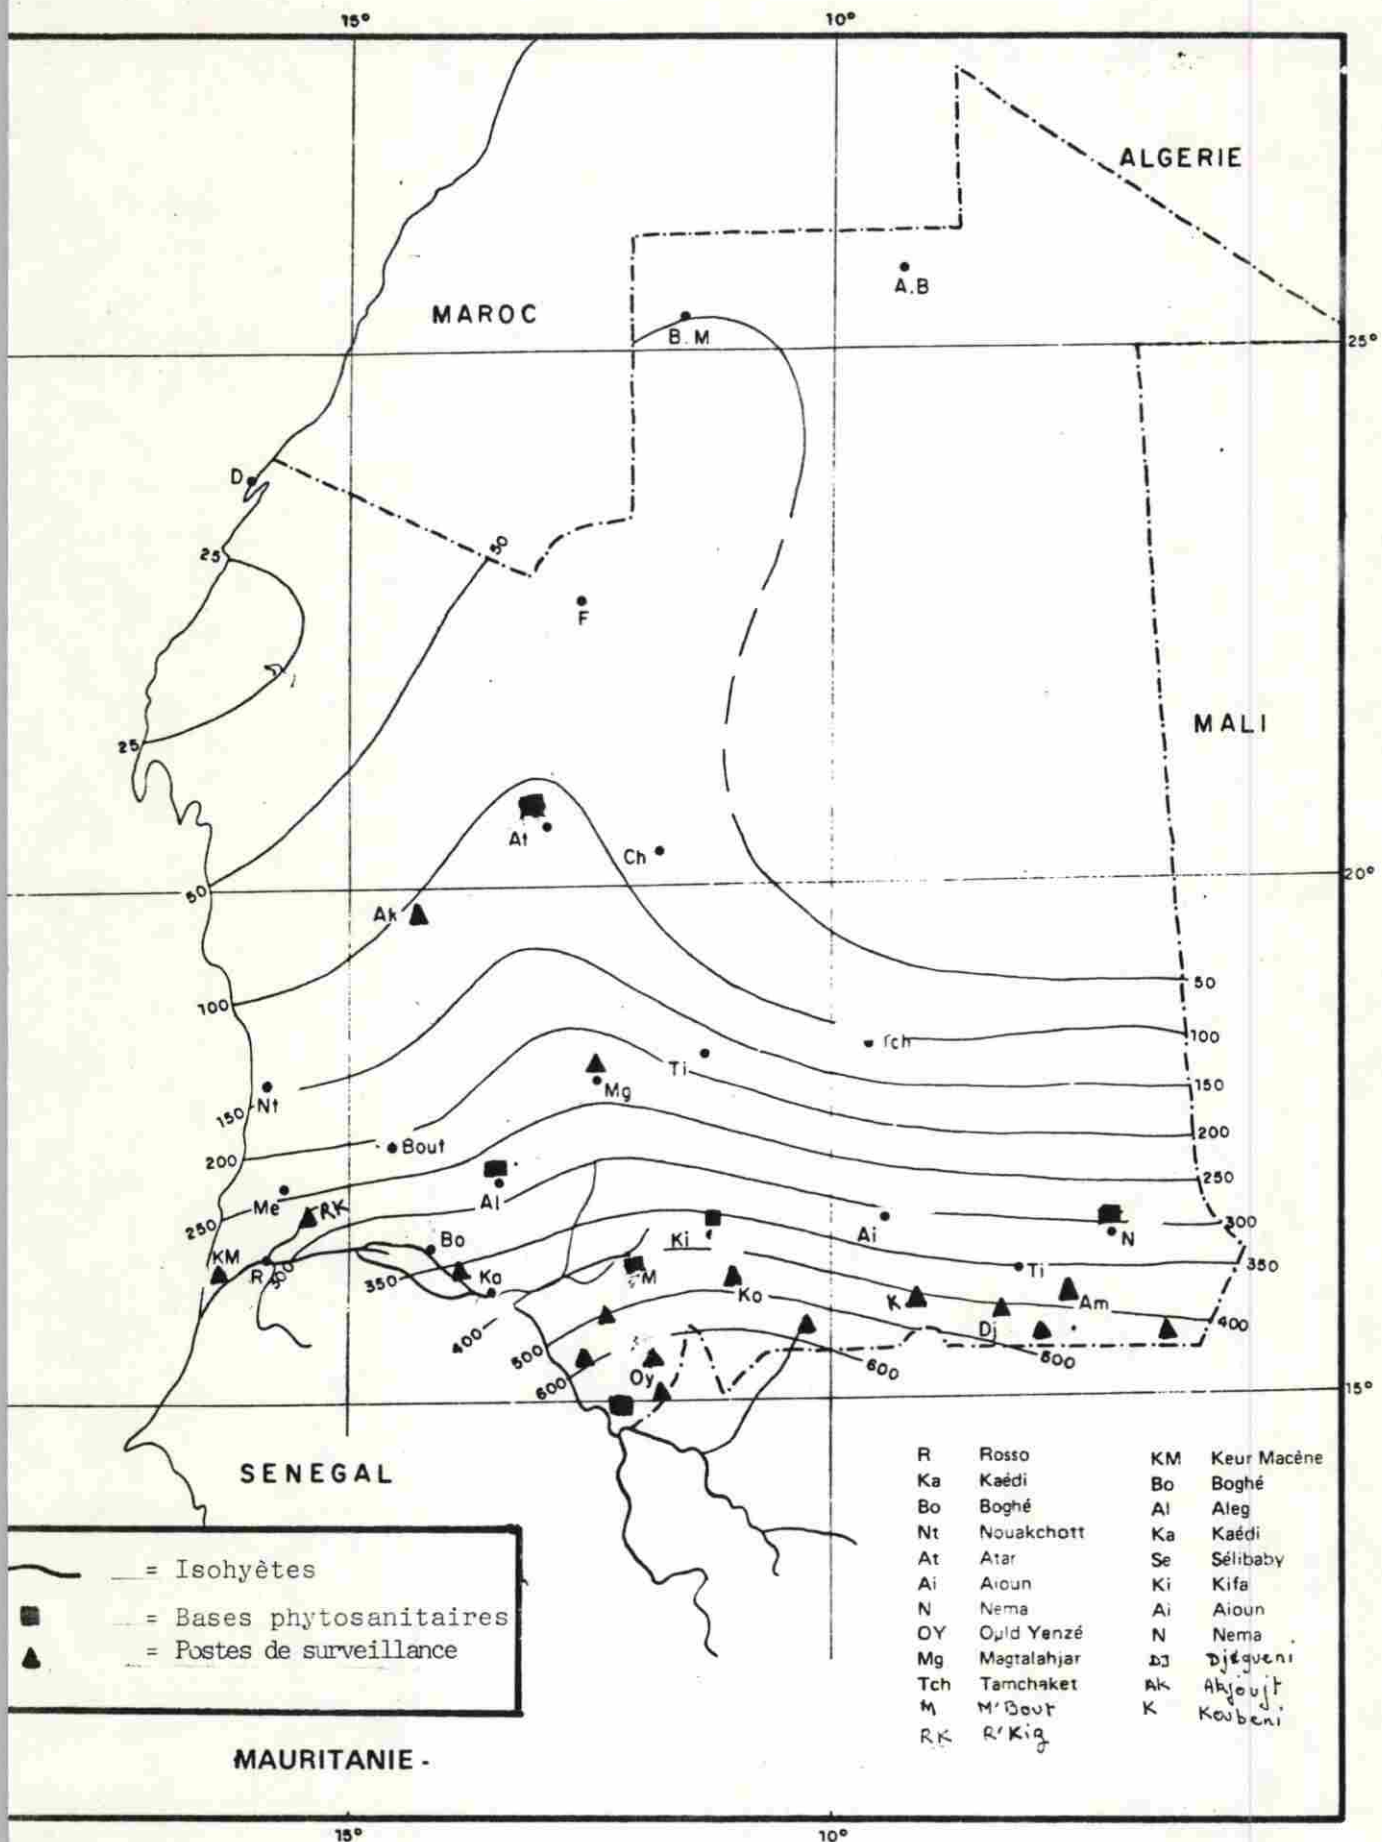 15° 10°
ALGERIE
A.B
MAROC
B.M
25°
D
50
25
F
MALI
25
At
Ch
20°
50
Ak
50
100
Tch
100
Ti
150
Mg
Nt
150
Bout
200
200
250
Al
Me
RK
250
300
Ai
N
Bo
KM
Ki
R
300
350
Ti
350
Ka
M
Ko
K
Am
400
Dj
400
500
600
500
Oy
600
15°
SENEGAL
R Rosso KM Keur Macène
Ka Kaédi Bo Boghé
Bo Boghé Al Aleg
Nt Nouakchott Ka Kaédi
At Atar Se Sélibaby
Ai Aioun Ki Kifa
N Nema Ai Aioun
OY Ould Yenzé N Nema
Mg Magtalahjar DJ Djégueni
Tch Tamchaket AK Akjoujt
M M'Bout K Koubeni
RK R'Kig
= Isohyètes
= Bases phytosanitaires
= Postes de surveillance
MAURITANIE -
15° 10°